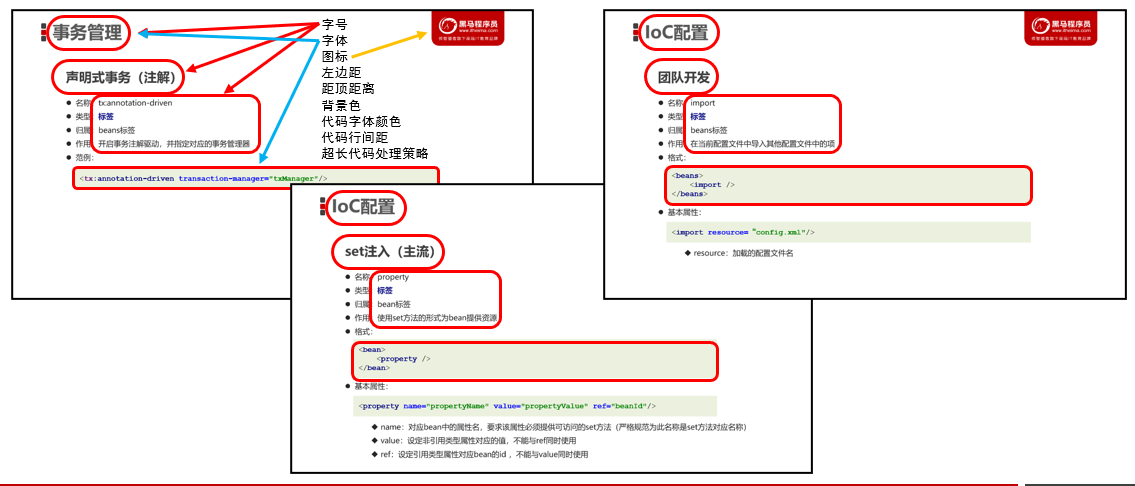 事务管理
黑马程序员
www.itheima.com
声明式事务（注解）
名称：tx:annotation-driven
类型：标签
归属：beans标签
作用：开启事务注解驱动，并指定对应的事务管理器
范例：
<tx:annotation-driven transaction-manager="txManager"/>
字号
字体
图标
左边距
距顶距离
背景色
代码字体颜色
代码行间距
超长代码处理策略
IoC配置
黑马程序员
www.itheima.com
团队开发
名称：import
类型：标签
归属：beans标签
作用：在当前配置文件中导入其他配置文件中的项
格式：
<beans>
<import />
</beans>
基本属性：
<import resource= "config.xml"/>
resource：加载的配置文件名
IoC配置
set注入（主流）
名称：property
类型：标签
归属：bean标签
作用：使用set方法的形式为bean提供资源
格式：
<bean>
<property />
</bean>
基本属性：
<property name="propertyName" value="propertyValue" ref="beanId"/>
name：对应bean中的属性名，要求该属性必须提供可访问的set方法（严格规范为此名称是set方法对应名称）
value：设定非引用类型属性对应的值，不能与ref同时使用
ref：设定引用类型属性对应bean的id ，不能与value同时使用